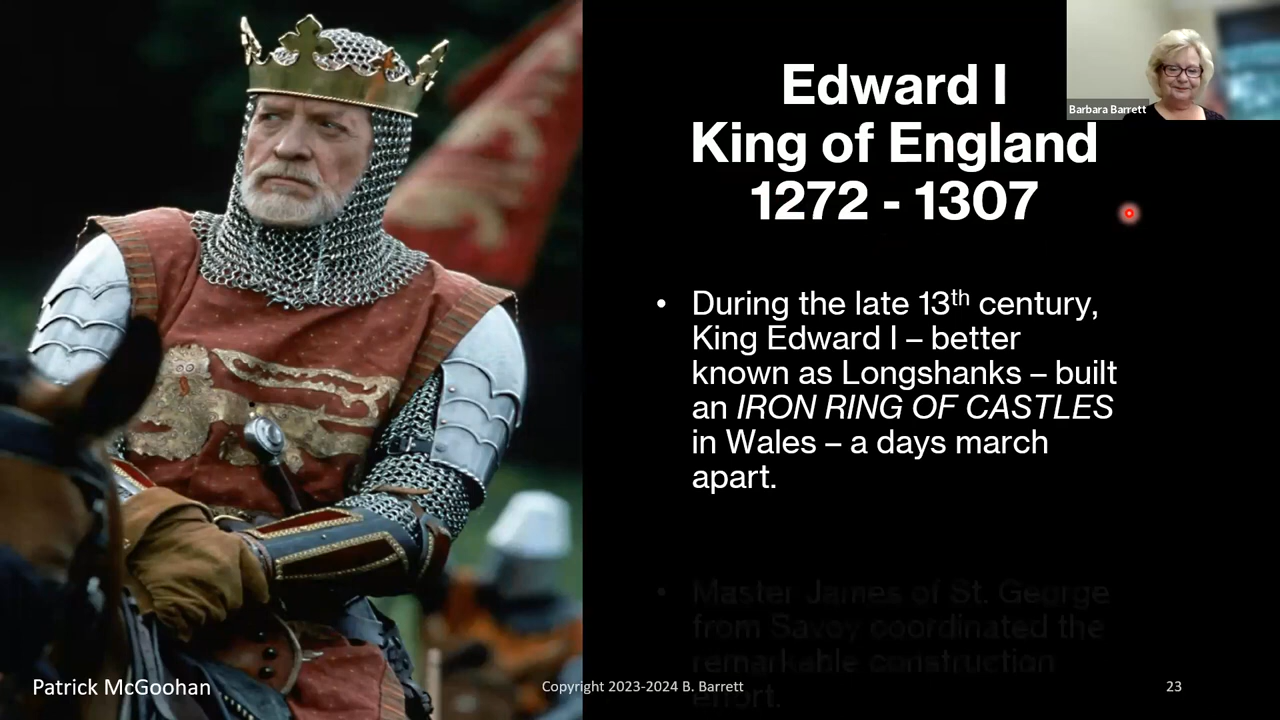 Edward I
King of England
1272 - 1307
Barbara Barrett
• During the late 13th century,
King Edward I – better
known as Longshanks – built
an IRON RING OF CASTLES
in Wales – a days march
apart.
• Master James of St. George
from Savoy coordinated the
remarkable construction
effort.
Patrick McGoohan
Copyright 2023-2024 B. Barrett
23